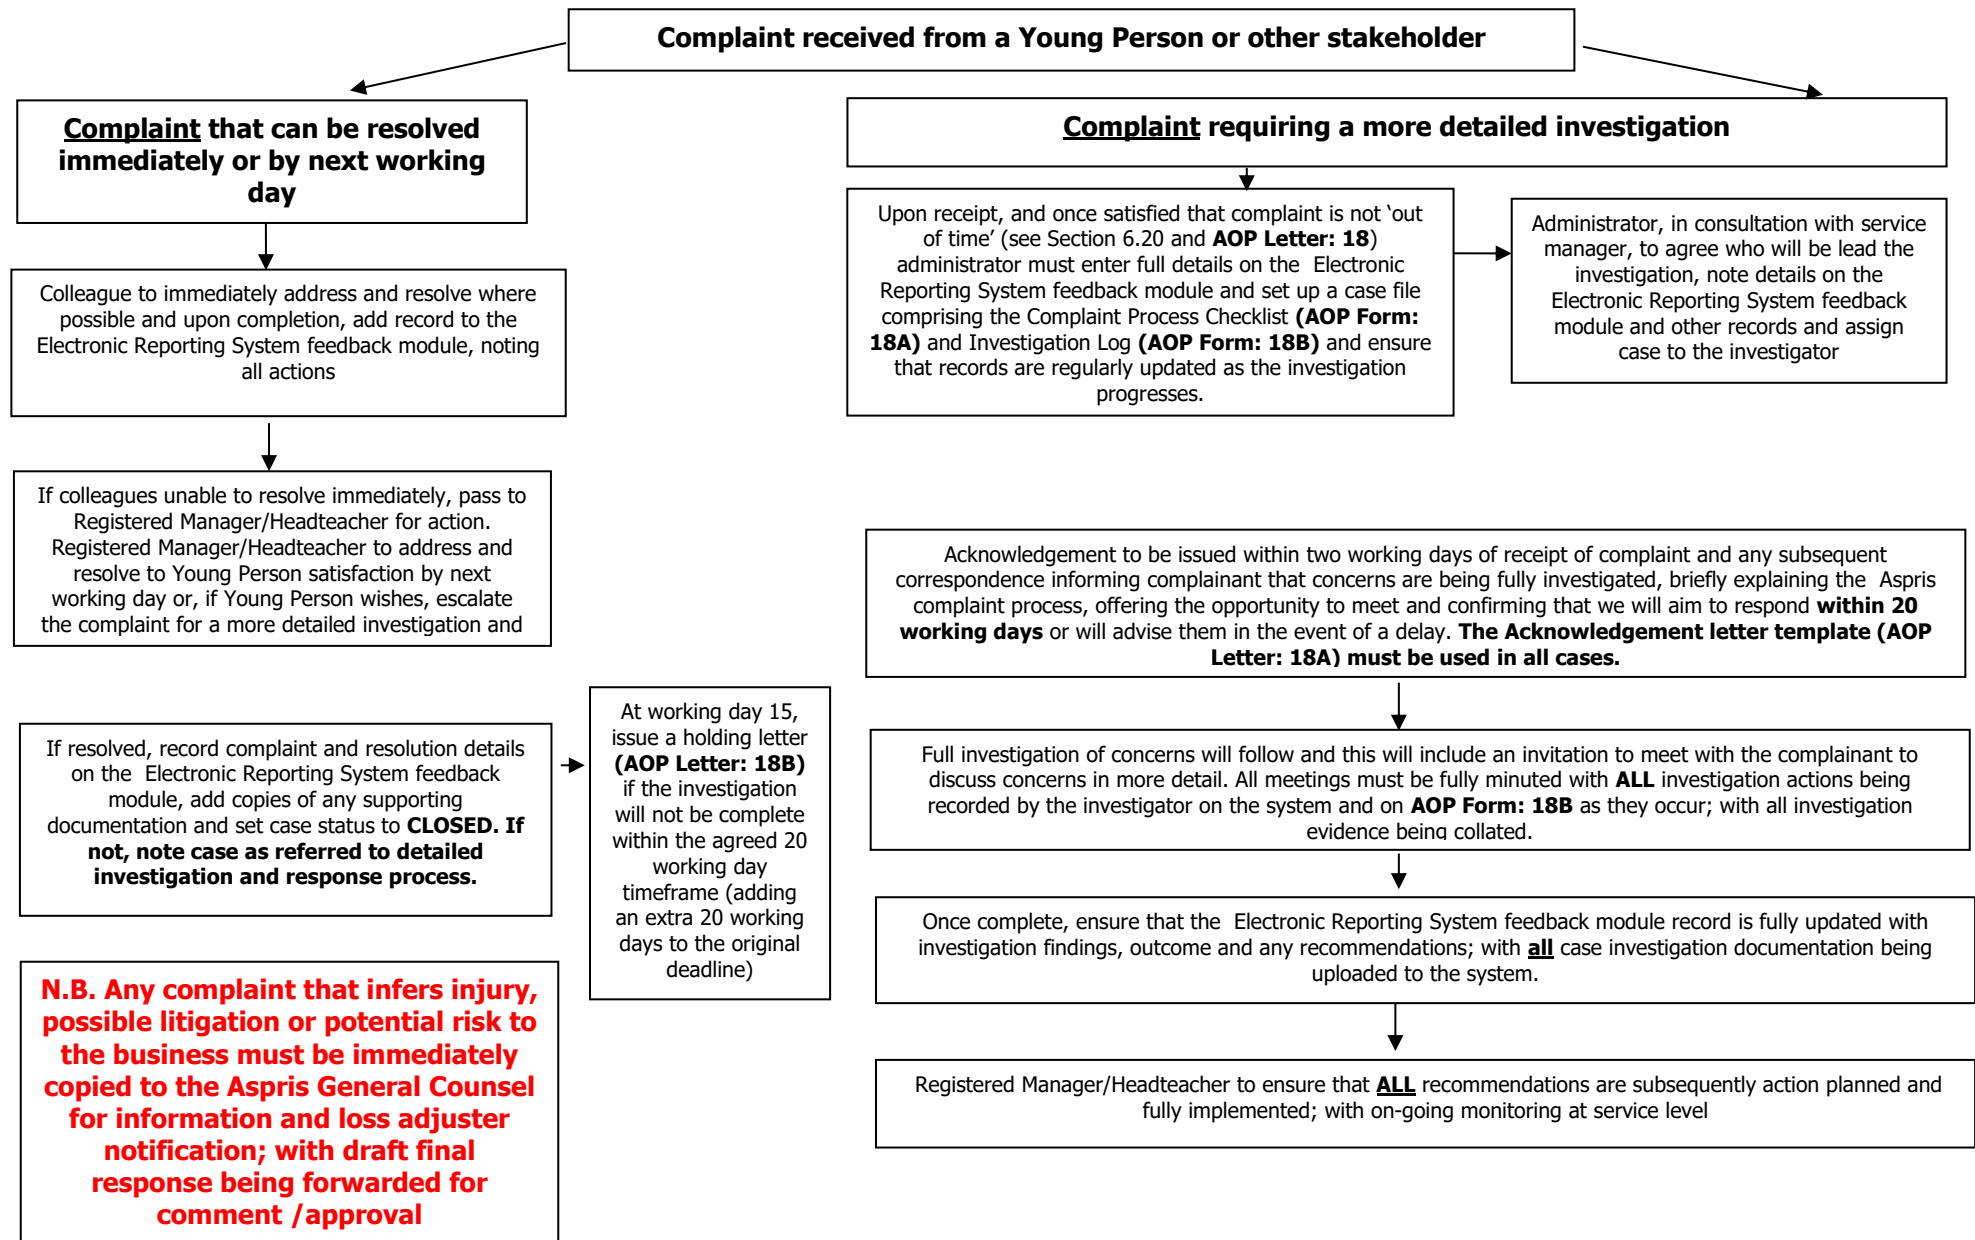 Complaint received from a Young Person or other stakeholder
Complaint that can be resolved
immediately or by next working
day
Colleague to immediately address and resolve where
possible and upon completion, add record to the
Electronic Reporting System feedback module, noting
all actions
If colleagues unable to resolve immediately, pass to
Registered Manager/Headteacher for action.
Registered Manager/Headteacher to address and
resolve to Young Person satisfaction by next
working day or, if Young Person wishes, escalate
the complaint for a more detailed investigation and
If resolved, record complaint and resolution details
on the Electronic Reporting System feedback
module, add copies of any supporting
documentation and set case status to CLOSED. If
not, note case as referred to detailed
investigation and response process.
N.B. Any complaint that infers injury,
possible litigation or potential risk to
the business must be immediately
copied to the Aspris General Counsel
for information and loss adjuster
notification; with draft final
response being forwarded for
comment /approval
At working day 15,
issue a holding letter
(AOP Letter: 18B)
if the investigation
will not be complete
within the agreed 20
working day
timeframe (adding
an extra 20 working
days to the original
deadline)
Complaint requiring a more detailed investigation
Upon receipt, and once satisfied that complaint is not ‘out
of time’ (see Section 6.20 and AOP Letter: 18)
administrator must enter full details on the Electronic
Reporting System feedback module and set up a case file
comprising the Complaint Process Checklist (AOP Form:
18A) and Investigation Log (AOP Form: 18B) and ensure
that records are regularly updated as the investigation
progresses.
Administrator, in consultation with service
manager, to agree who will be lead the
investigation, note details on the
Electronic Reporting System feedback
module and other records and assign
case to the investigator
Acknowledgement to be issued within two working days of receipt of complaint and any subsequent
correspondence informing complainant that concerns are being fully investigated, briefly explaining the Aspris
complaint process, offering the opportunity to meet and confirming that we will aim to respond within 20
working days or will advise them in the event of a delay. The Acknowledgement letter template (AOP
Letter: 18A) must be used in all cases.
Full investigation of concerns will follow and this will include an invitation to meet with the complainant to
discuss concerns in more detail. All meetings must be fully minuted with ALL investigation actions being
recorded by the investigator on the system and on AOP Form: 18B as they occur; with all investigation
evidence being collated.
Once complete, ensure that the Electronic Reporting System feedback module record is fully updated with
investigation findings, outcome and any recommendations; with all case investigation documentation being
uploaded to the system.
Registered Manager/Headteacher to ensure that ALL recommendations are subsequently action planned and
fully implemented; with on-going monitoring at service level